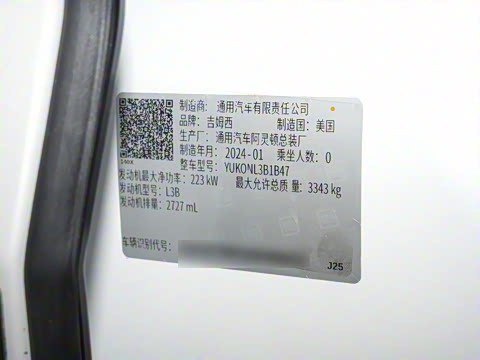 制造商: 通用汽车有限责任公司
品牌: 吉姆西 制造国: 美国
生产厂: 通用汽车阿灵顿总装厂
制造年月: 2024-01 乘坐人数: 0
整车型号: YUKONL3B1B47
发动机最大净功率: 223 kW 最大允许总质量: 3343 kg
发动机型号: L3B
发动机排量: 2727 mL
车辆识别代号:
J25